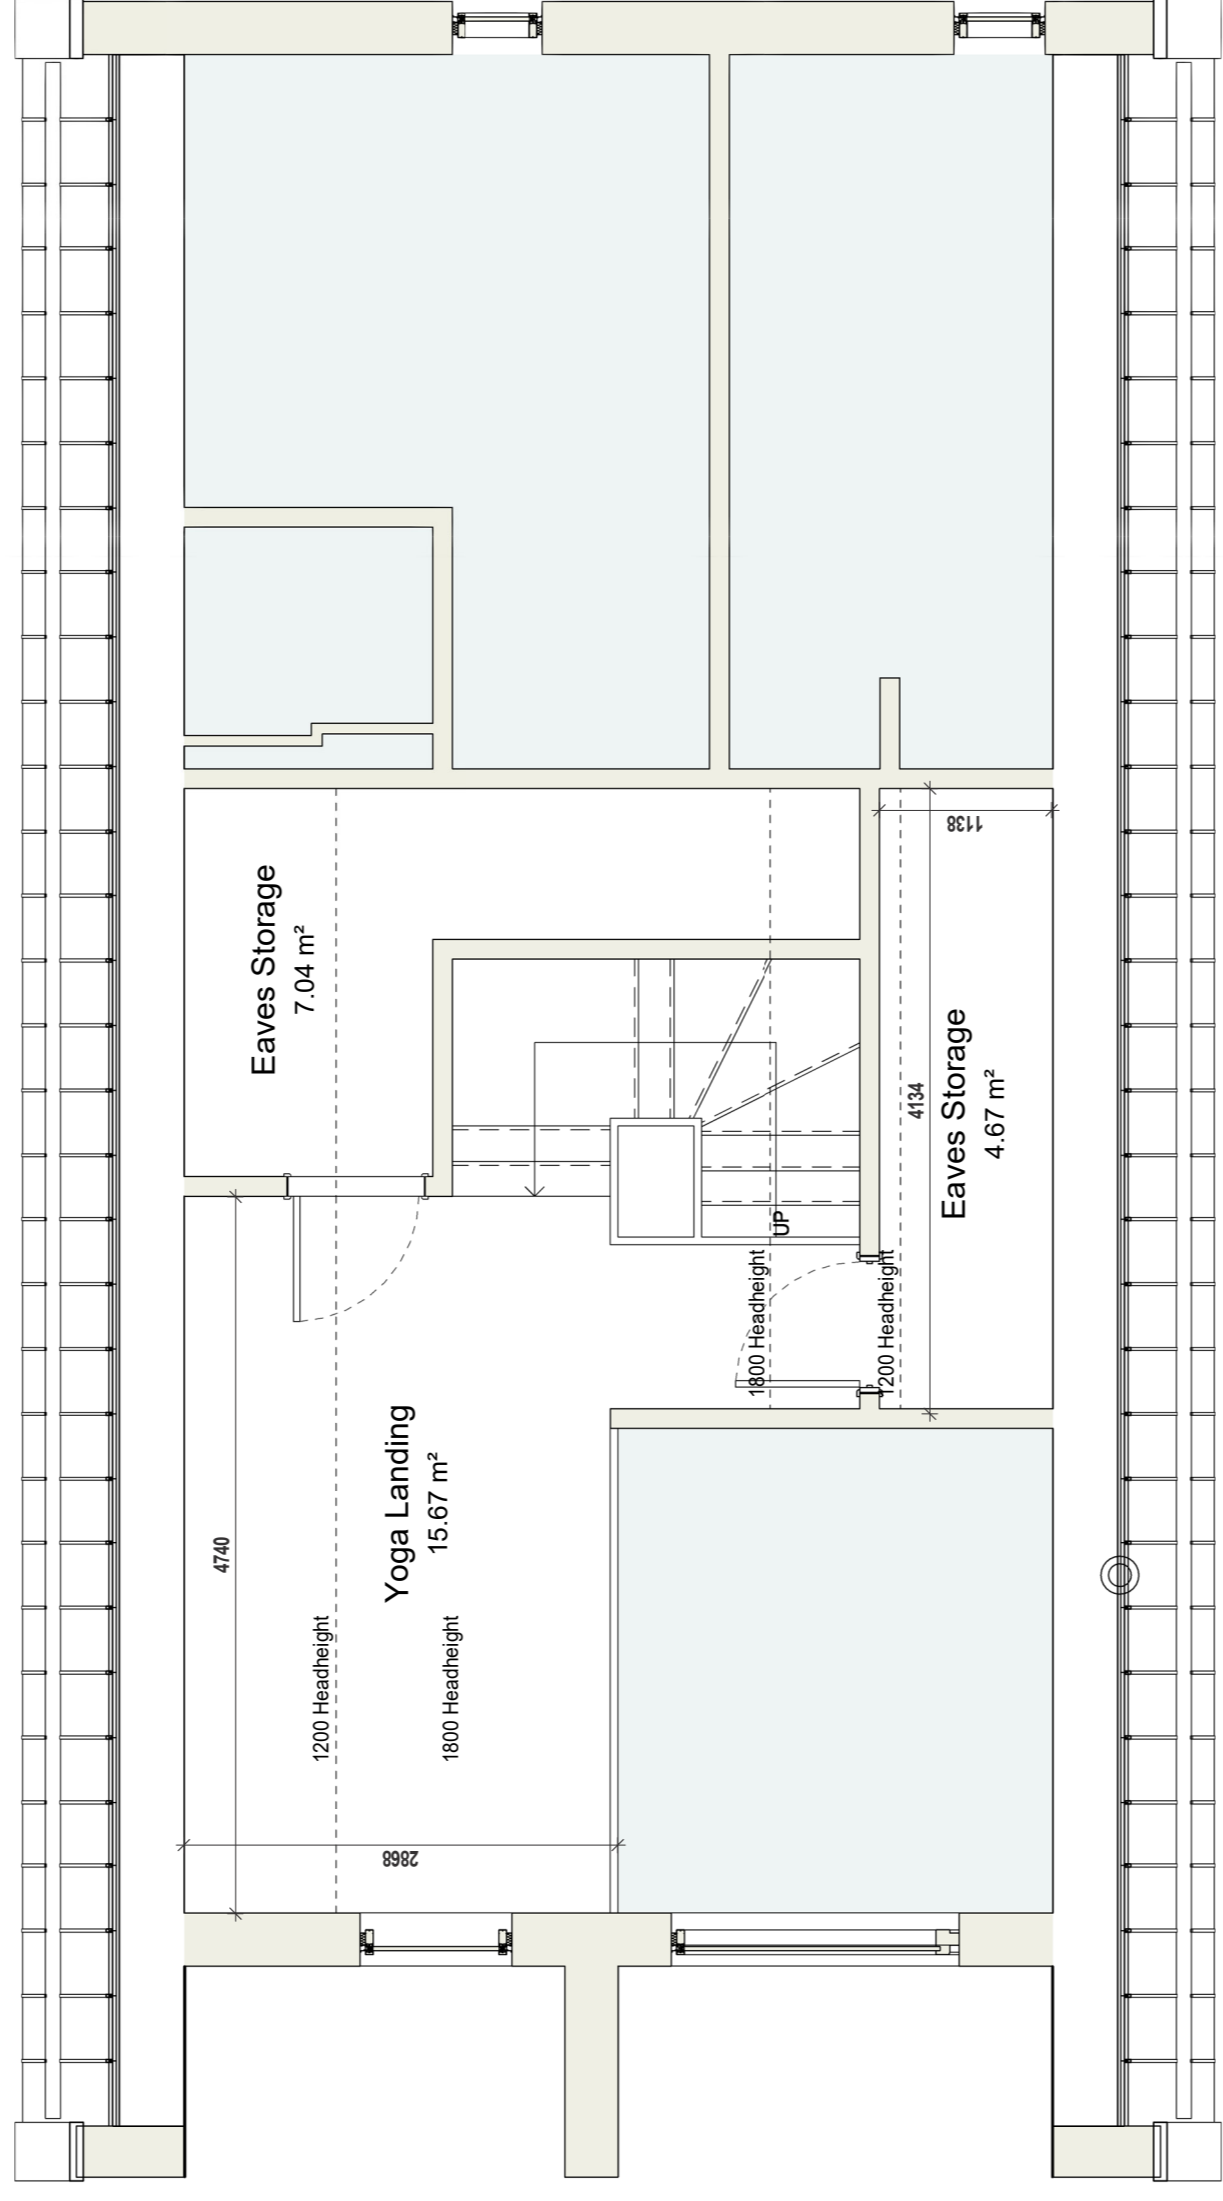 Eaves Storage
7.04 m²
1138
4134
Eaves Storage
4.67 m²
UP
1800 Headheight
1200 Headheight
4740
Yoga Landing
15.67 m²
1200 Headheight
1800 Headheight
2868